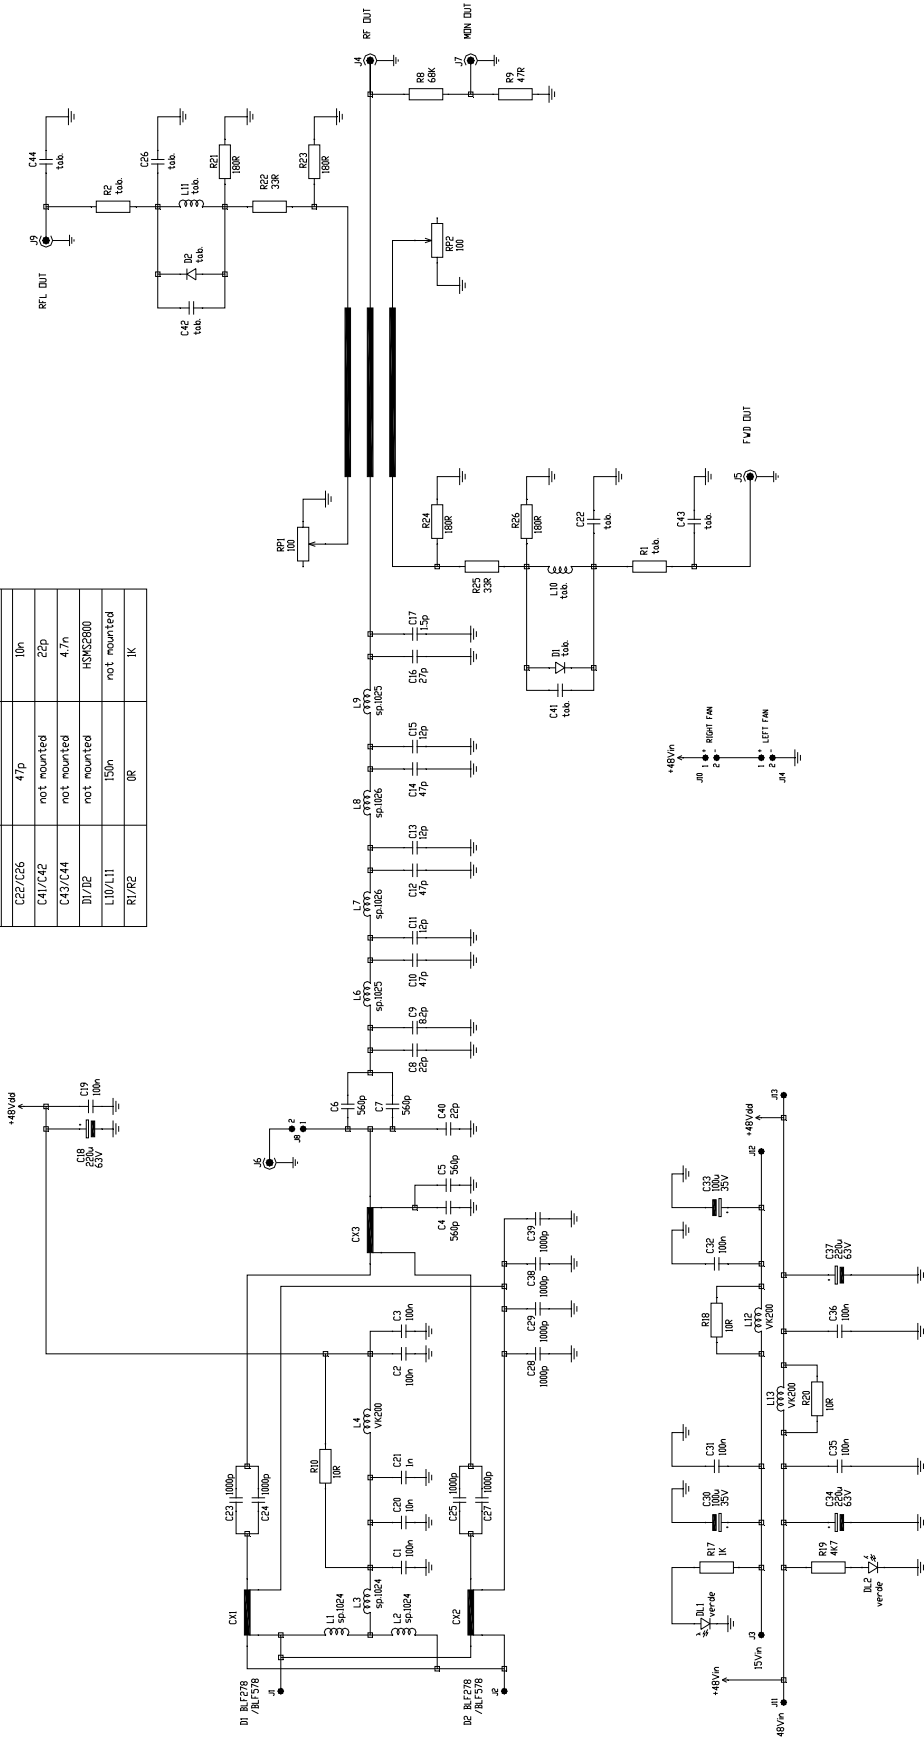 C22/C26 47p 10n
C41/C42 not mounted 22p
C43/C44 not mounted 4.7n
D1/D2 not mounted HSMS2800
L10/L11 150n not mounted
R1/R2 0R 1K
RF OUT
J4
MON OUT
J7
R8
68K
R9
47R
C44
tab.
R2
tab.
C26
tab.
L11
tab.
R21
180R
R22
33R
R23
180R
J9
RFL OUT
D2
tab.
C42
tab.
RP2
100
RP1
100
R24
180R
R25
33R
R26
180R
L10
tab.
C22
tab.
R1
tab.
C43
tab.
J5
FWD OUT
D1
tab.
C41
tab.
C17
1.5p
C16
27p
L9
sp.1025
C15
12p
C14
47p
L8
sp.1026
C13
12p
C12
47p
L7
sp.1026
C11
12p
C10
47p
L6
sp.1025
C9
8.2p
C8
22p
+48Vin
J10
1 +
2 -
RIGHT FAN
1 +
2 -
LEFT FAN
J14
+48Vdd
C18
220u
63V
C19
100n
C6
560p
C7
560p
J6
J8
2
1
C40
22p
C5
560p
C4
560p
CX3
C39
1000p
C38
1000p
C29
1000p
C28
1000p
C3
100n
C2
100n
L4
VK200
R10
10R
C21
1n
C20
10n
C1
100n
L3
sp.1024
L1
sp.1024
L2
sp.1024
C23
1000p
C24
1000p
C25
1000p
C27
1000p
CX1
CX2
D1 BLF278
/BLF578
J1
D2 BLF278
/BLF578
J2
J13
+48Vdd
J12
C33
100u
35V
C32
100n
C37
220u
63V
C36
100n
R18
10R
L12
VK200
L13
VK200
R20
10R
C31
100n
C30
100u
35V
C35
100n
C34
220u
63V
R17
1K
R19
4K7
DL1
verde
DL2
verde
J3
15Vin
+48Vin
J11
48Vin